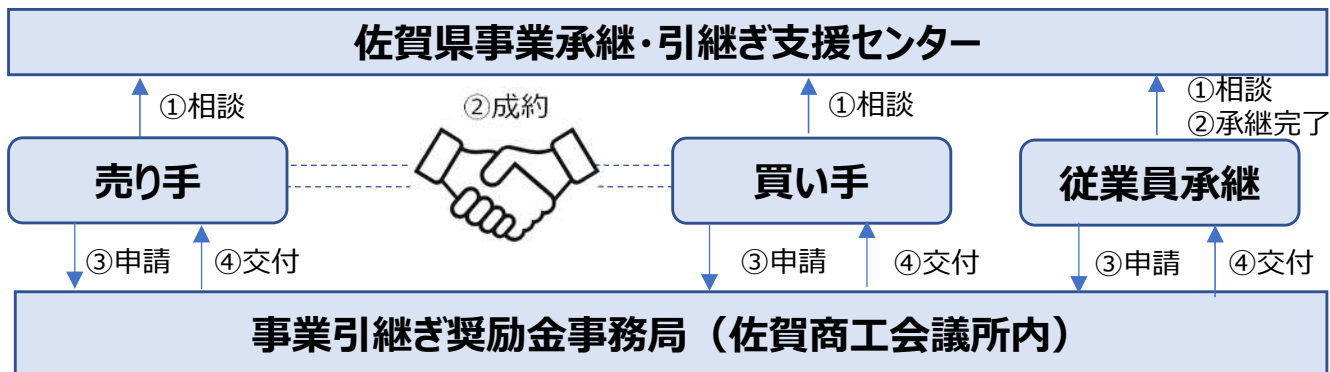 佐賀県事業承継・引継ぎ支援センター
①相談
②成約
①相談
①相談
②承継完了
売り手
買い手
従業員承継
③申請
④交付
③申請
④交付
③申請
④交付
事業引継ぎ奨励金事務局（佐賀商工会議所内）